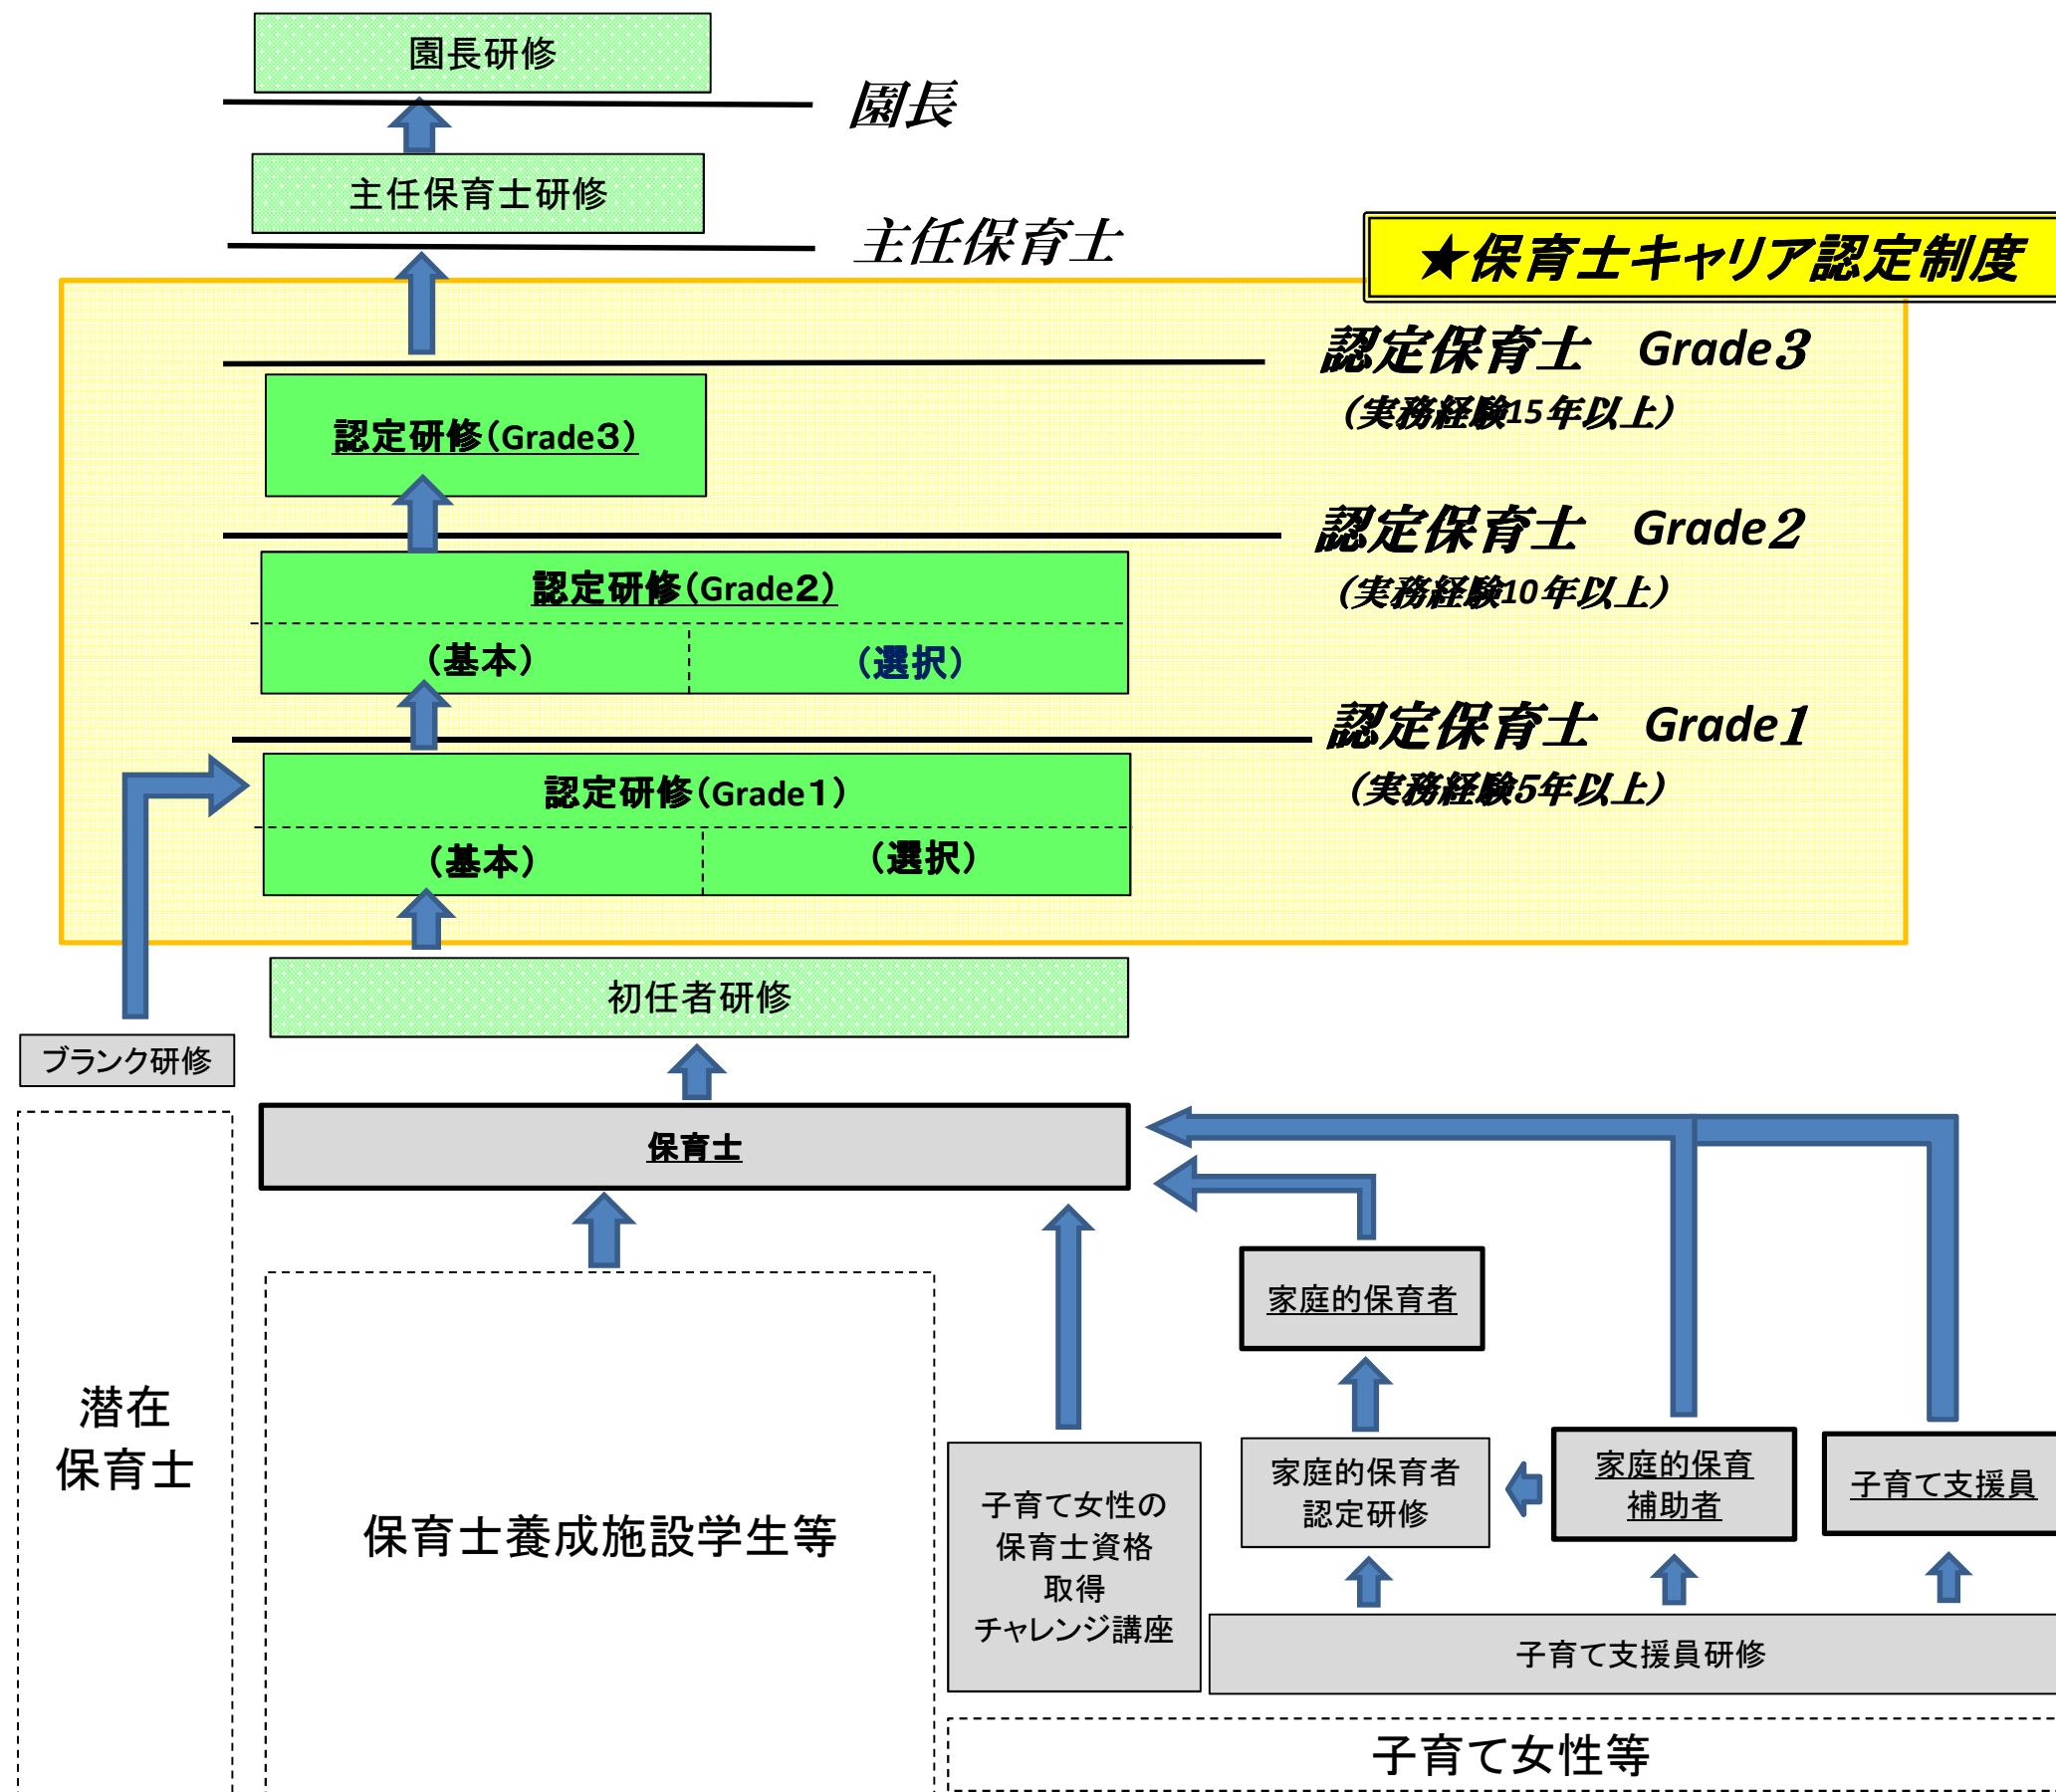 園長研修
園長
主任保育士研修
主任保育士
★保育士キャリア認定制度
認定保育士　Grade３
（実務経験15年以上）
認定研修（Grade３）
認定保育士　Grade２
（実務経験10年以上）
認定研修（Grade２）
（基本）
（選択）
認定保育士　Grade１
（実務経験5年以上）
認定研修（Grade１）
（基本）
（選択）
初任者研修
ブランク研修
保育士
家庭的保育者
潜在
保育士
保育士養成施設学生等
子育て女性の
保育士資格
取得
チャレンジ講座
家庭的保育者
認定研修
家庭的保育
補助者
子育て支援員
子育て支援員研修
子育て女性等